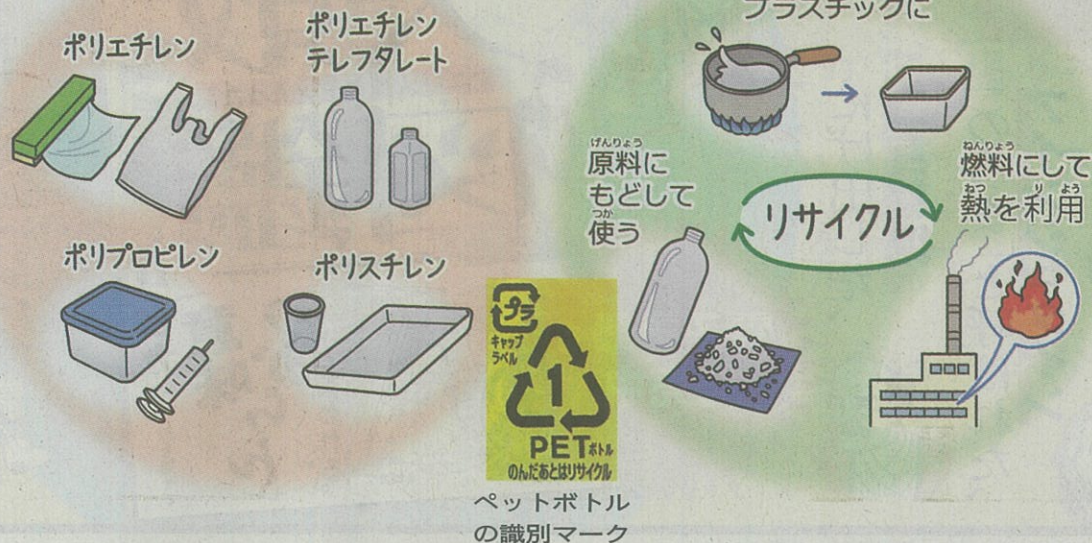 ポリエチレン
ポリエチレン
テレフタレート
ポリプロピレン
ポリスチレン
プラ
キャップ
ラベル
1
PETボトル
のんだあとはリサイクル
ペットボトル
の識別マーク
プラスチックに
げんりょう
原料に
もどして
つか
使う
リサイクル
ねんりょう
燃料にして
ねつ りよう
熱を利用